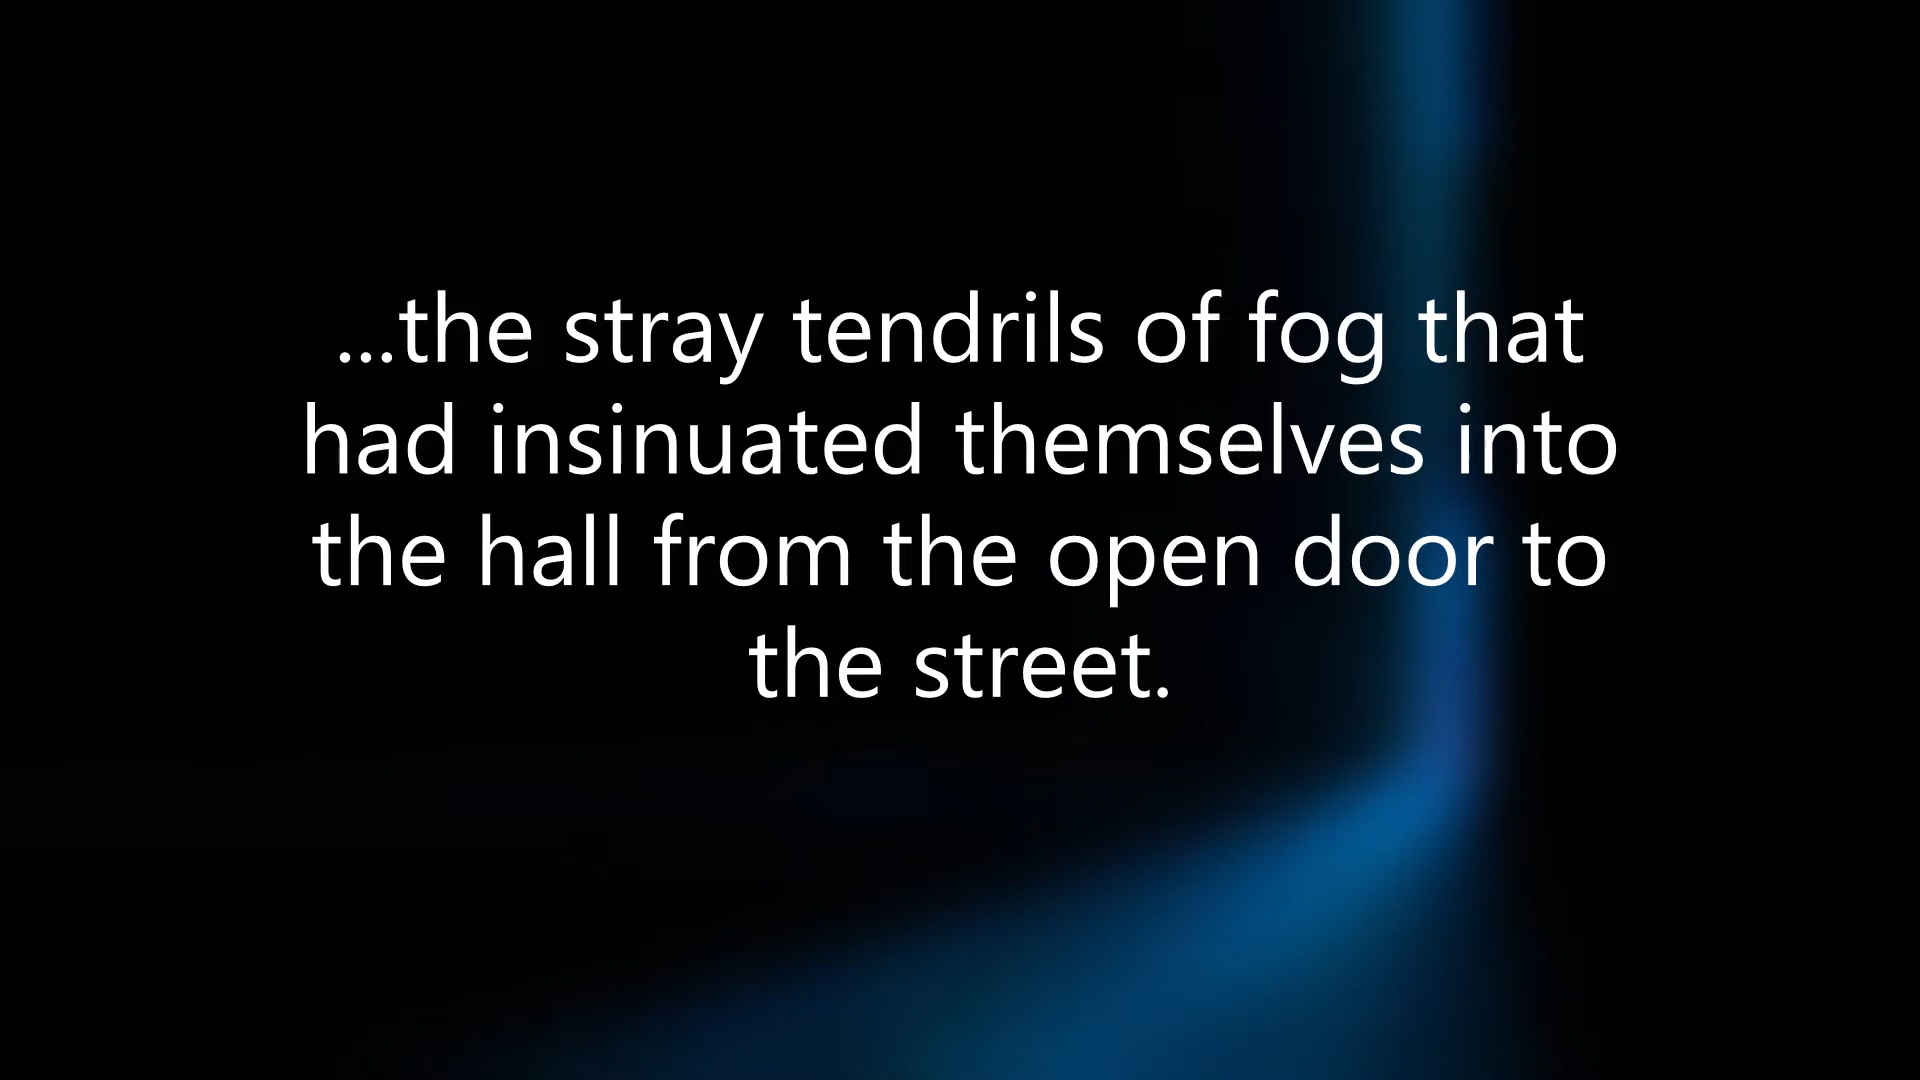 ...the stray tendrils of fog that
had insinuated themselves into
the hall from the open door to
the street.